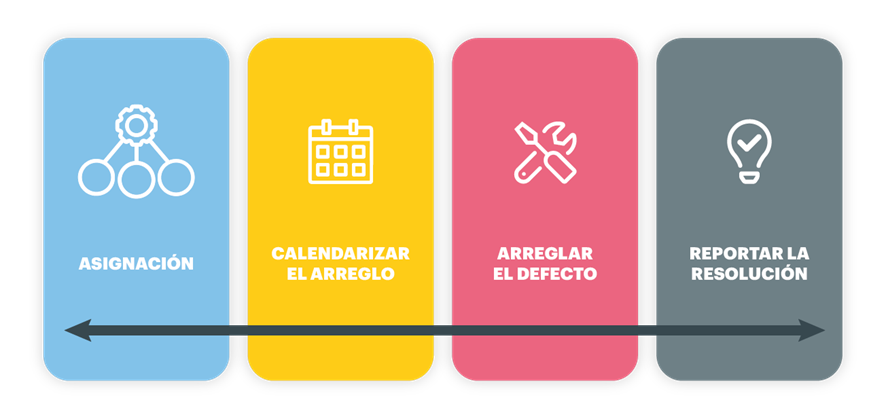 ASIGNACIÓN
CALENDARIZAR
EL ARREGLO
ARREGLAR
EL DEFECTO
REPORTAR LA
RESOLUCIÓN